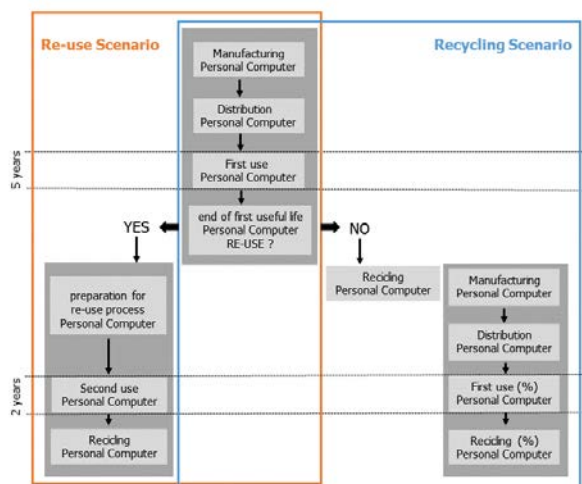 Re-use Scenario
Recycling Scenario
Manufacturing
Personal Computer
Distribution
Personal Computer
5 years
First use
Personal Computer
end of first useful life
Personal Computer
RE-USE ?
YES
NO
preparation for
re-use process
Personal Computer
Recicling
Personal Computer
Manufacturing
Personal Computer
Distribution
Personal Computer
2 years
Second use
Personal Computer
First use (%)
Personal Computer
Recicling
Personal Computer
Recicling (%)
Personal Computer